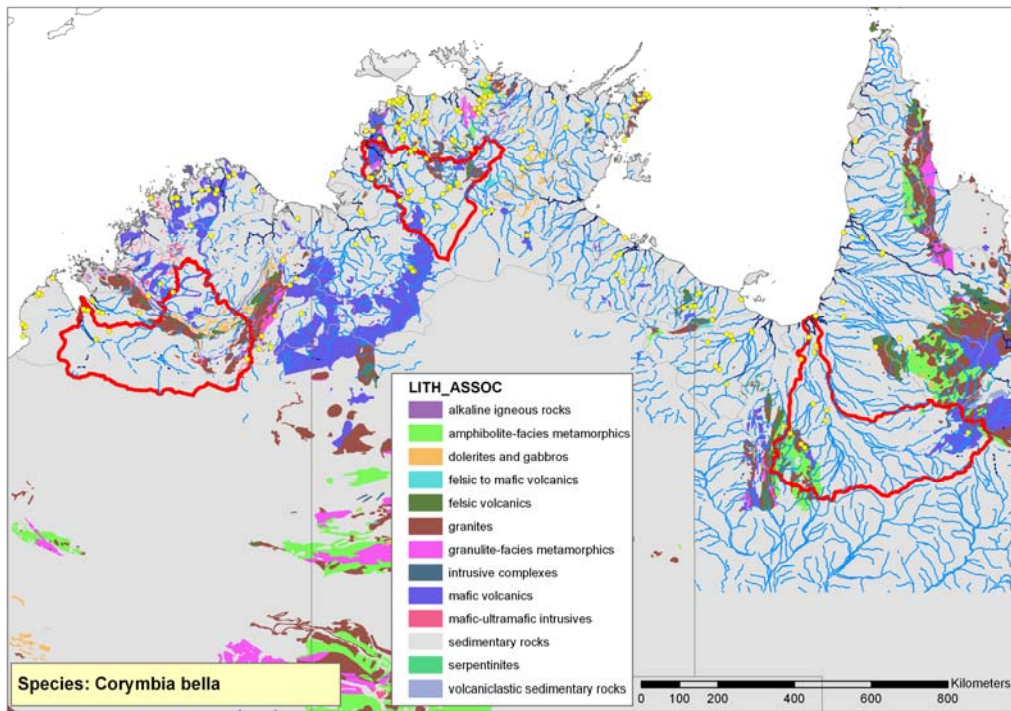 LITH_ASSOC
alkaline igneous rocks
amphibolite-facies metamorphics
dolerites and gabbros
felsic to mafic volcanics
felsic volcanics
granites
granulite-facies metamorphics
intrusive complexes
mafic volcanics
mafic-ultramafic intrusives
sedimentary rocks
serpentinites
volcaniclastic sedimentary rocks
Species: Corymbia bella
Kilometers
0 100 200 400 600 800